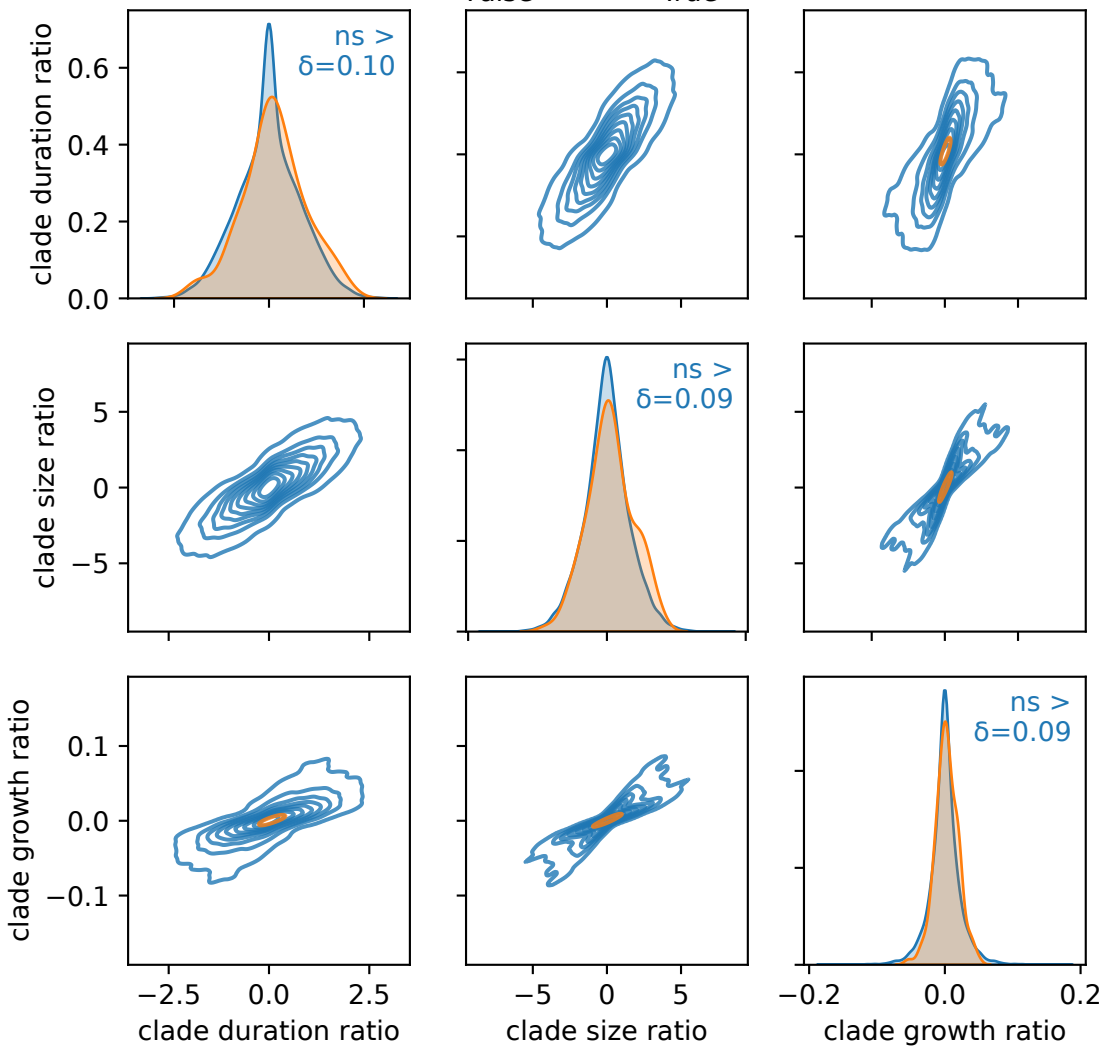 clade duration ratio
0.6
0.4
0.2
0.0
ns >
δ=0.10
−5
0
5
clade size ratio
5
0
−5
ns >
δ=0.09
clade growth ratio
0.1
0.0
−0.1
ns >
δ=0.09
−2.5
0.0
2.5
−5
0
5
−0.2
0.0
0.2
clade duration ratio
clade size ratio
clade growth ratio